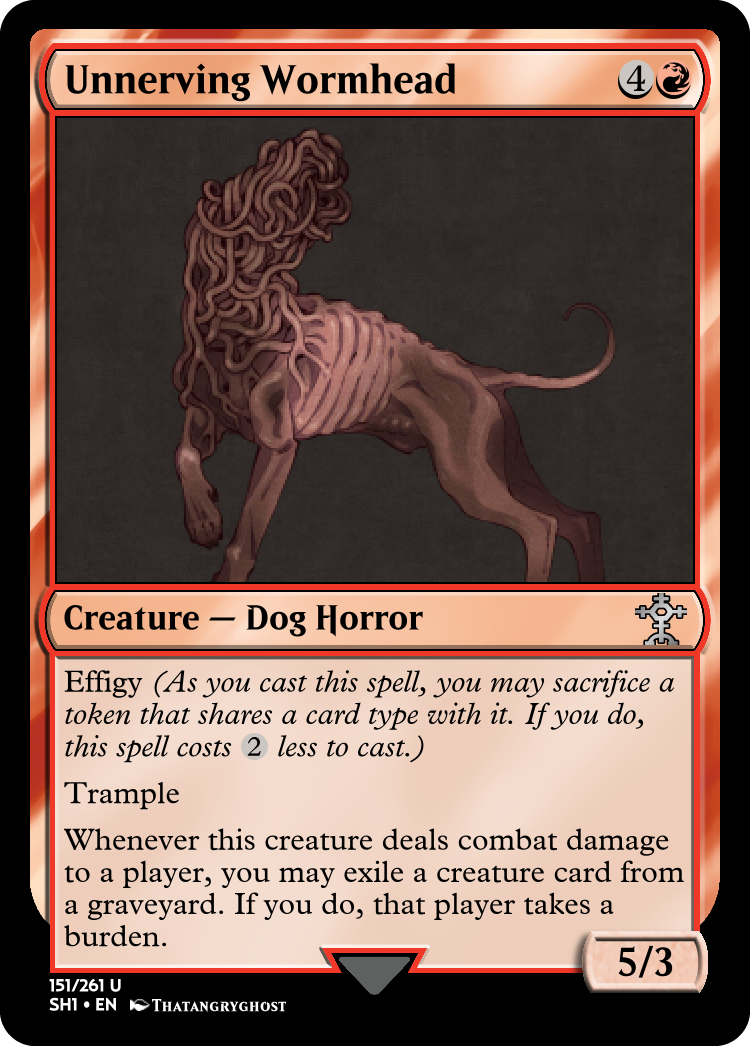 Unnerving Wormhead 4
Creature — Dog Horror
Effigy (As you cast this spell, you may sacrifice a
token that shares a card type with it. If you do,
this spell costs 2 less to cast.)
Trample
Whenever this creature deals combat damage
to a player, you may exile a creature card from
a graveyard. If you do, that player takes a
burden.
5/3
151/261 U
SH1 • EN Thatangryghost